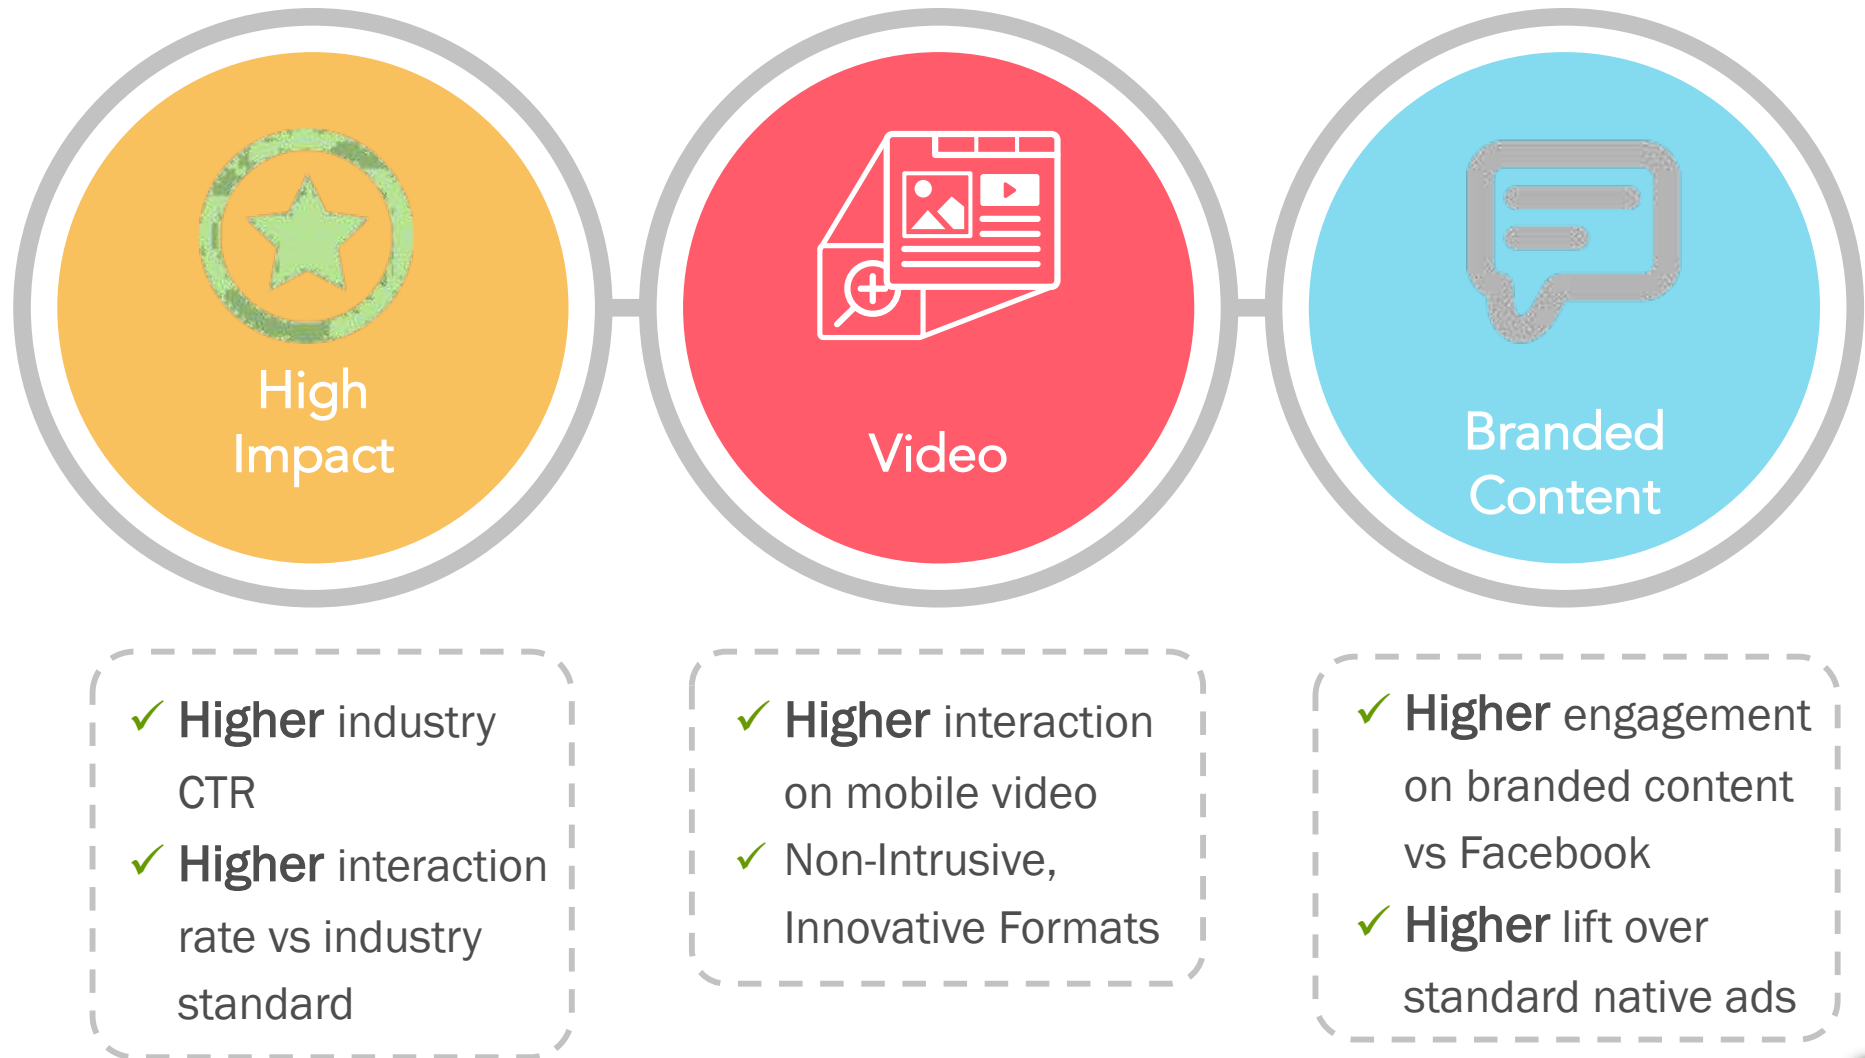 High
Impact
Video
Branded
Content
Higher industry
CTR
Higher interaction
rate vs industry
standard
Higher interaction
on mobile video
Non-Intrusive,
Innovative Formats
Higher engagement
on branded content
vs Facebook
Higher lift over
standard native ads